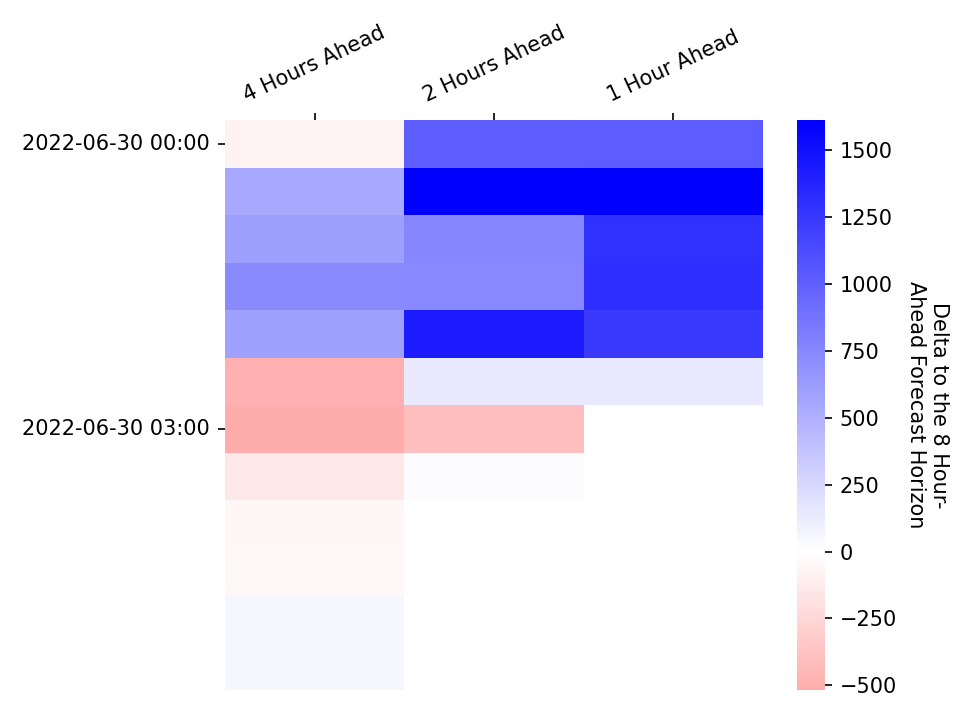 4 Hours Ahead
2 Hours Ahead
1 Hour Ahead
2022-06-30 00:00
2022-06-30 03:00
1500
1250
1000
750
500
250
0
−250
−500
Delta to the 8 Hour-
Ahead Forecast Horizon